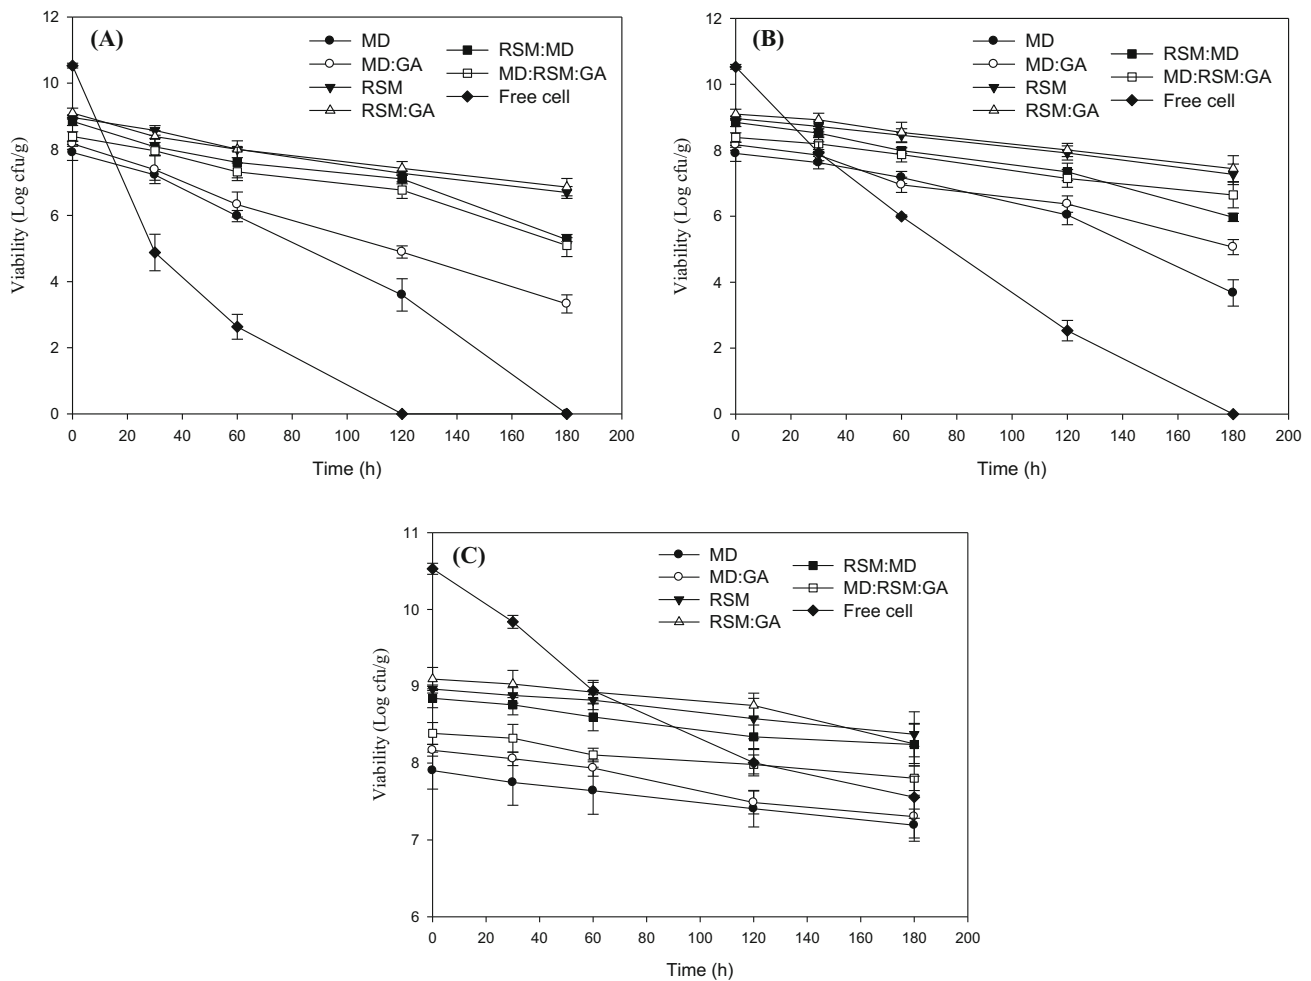 (A)
MD
MD:GA
RSM
RSM:GA
RSM:MD
MD:RSM:GA
Free cell
12
10
8
6
4
2
0
Viability (Log cfu/g)
0 20 40 60 80 100 120 140 160 180 200
Time (h)
(B)
MD
MD:GA
RSM
RSM:GA
RSM:MD
MD:RSM:GA
Free cell
12
10
8
6
4
2
0
Viability (Log cfu/g)
0 20 40 60 80 100 120 140 160 180 200
Time (h)
(C)
MD
MD:GA
RSM
RSM:GA
RSM:MD
MD:RSM:GA
Free cell
11
10
9
8
7
6
Viability (Log cfu/g)
0 20 40 60 80 100 120 140 160 180 200
Time (h)